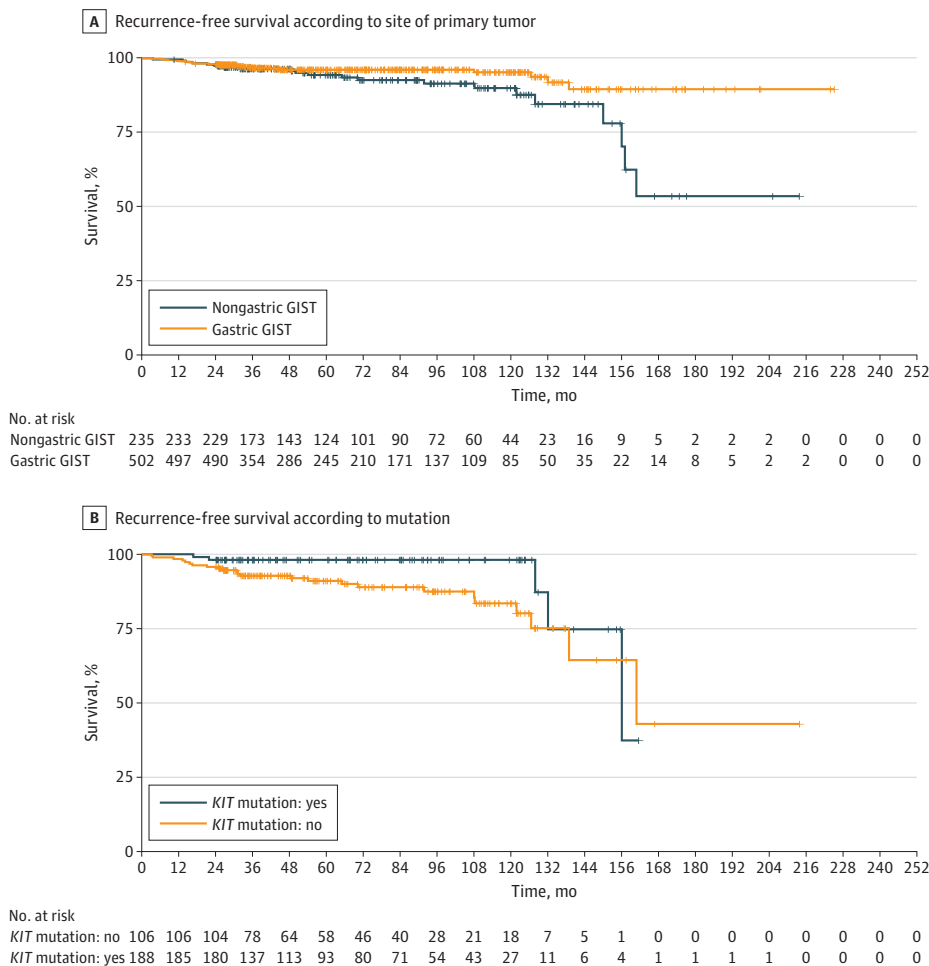 A Recurrence-free survival according to site of primary tumor
100
75
50
25
0
Survival, %
Nongastric GIST
Gastric GIST
0 12 24 36 48 60 72 84 96 108 120 132 144 156 168 180 192 204 216 228 240 252
Time, mo
No. at risk
Nongastric GIST 235 233 229 173 143 124 101 90 72 60 44 23 16 9 5 2 2 2 0 0 0 0
Gastric GIST 502 497 490 354 286 245 210 171 137 109 85 50 35 22 14 8 5 2 2 0 0 0
B Recurrence-free survival according to mutation
100
75
50
25
0
Survival, %
KIT mutation: yes
KIT mutation: no
0 12 24 36 48 60 72 84 96 108 120 132 144 156 168 180 192 204 216 228 240 252
Time, mo
No. at risk
KIT mutation: no 106 106 104 78 64 58 46 40 28 21 18 7 5 1 0 0 0 0 0 0 0 0
KIT mutation: yes 188 185 180 137 113 93 80 71 54 43 27 11 6 4 1 1 1 1 0 0 0 0